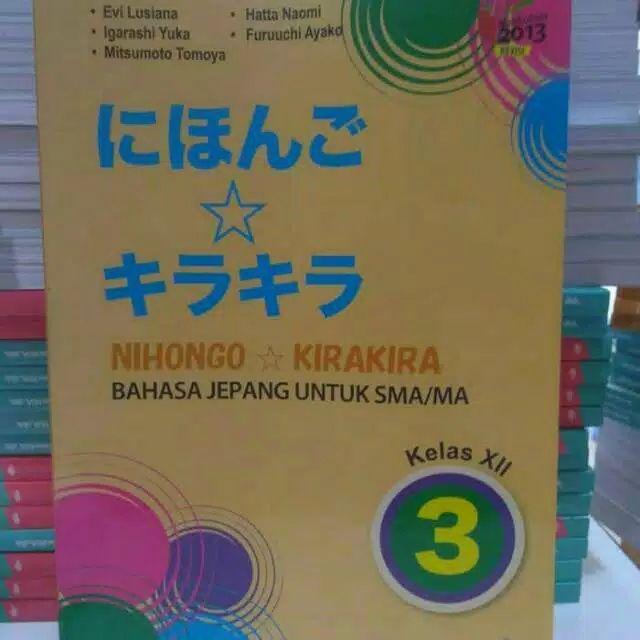 • Evi Lusiana
• Igarashi Yuka
• Mitsumoto Tomoya
• Hatta Naomi
• Furuuchi Ayako
2013
にほんご
☆
キラキラ
NIHONGO ☆ KIRAKIRA
BAHASA JEPANG UNTUK SMA/MA
Kelas XII
3